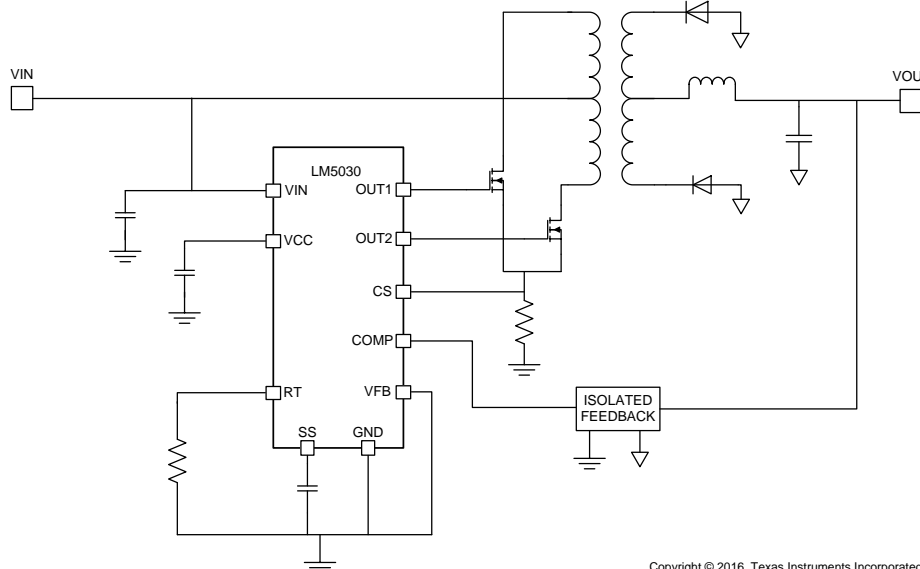 VIN
VOU
LM5030
VIN
OUT1
VCC
OUT2
CS
COMP
RT
VFB
SS
GND
ISOLATED
FEEDBACK
Copyright © 2016, Texas Instruments Incorporated